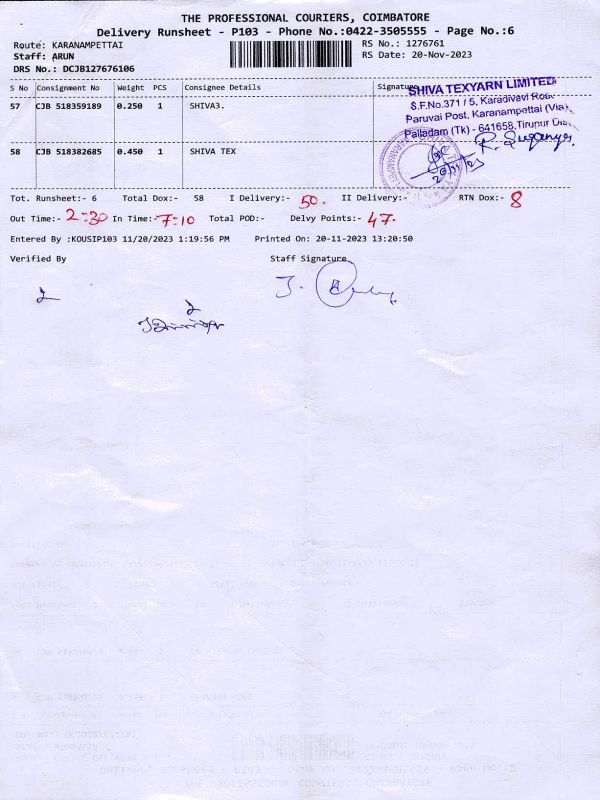 THE PROFESSIONAL COURIERS, COIMBATORE
Delivery Runsheet - P103 - Phone No.:0422-3505555 - Page No.:6
Route: KARANAMPETTAI
RS No.: 1276761
Staff: ARUN
RS Date: 20-Nov-2023
DRS No.: DCJB127676106
S No Consignment No Weight PCS Consignee Details Signature
57 CJB 518359189 0.250 1 SHIVA3.
SHIVA TEXYARN LIMITED
S.F.No.371 / 5, Karadivavi Road
Paruvai Post, Karanampettai (Via)
Palladam (TK) - 641658. Tirupur Dist.
58 CJB 518382685 0.450 1 SHIVA TEX
20/11/23
Tot. Runsheet:- 6 Total Dox:- 58 I Delivery:- 50. II Delivery:- RTN Dox:- 8
Out Time:- 2:30 In Time:- 7:10 Total POD:- Delvy Points:- 47.
Entered By :KOUSIP103 11/20/2023 1:19:56 PM Printed On: 20-11-2023 13:20:50
Verified By Staff Signature